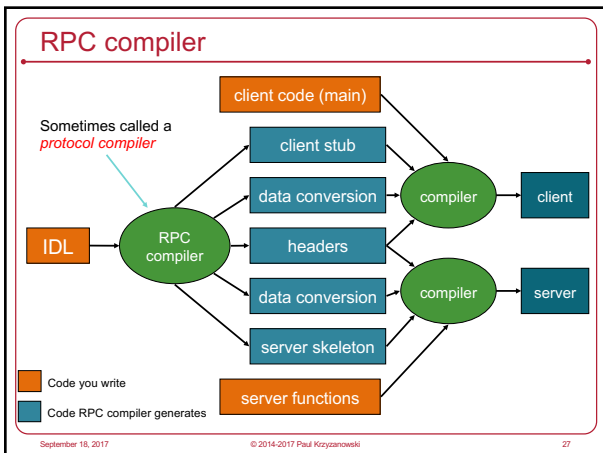 RPC compiler
client code (main)
Sometimes called a
protocol compiler
client stub
data conversion
compiler
client
IDL
RPC
compiler
headers
data conversion
compiler
server
server skeleton
Code you write
server functions
Code RPC compiler generates
September 18, 2017
© 2014-2017 Paul Krzyzanowski
27